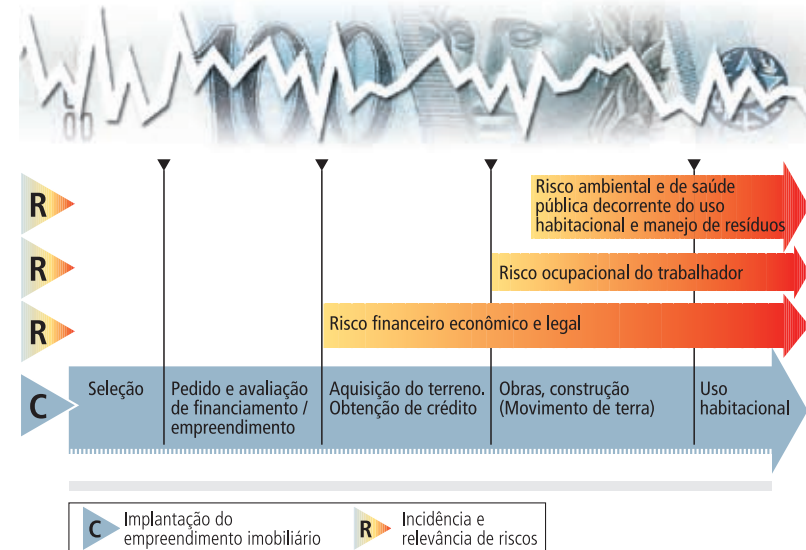 100
R
Risco ambiental e de saúde
pública decorrente do uso
habitacional e manejo de resíduos
R
Risco ocupacional do trabalhador
R
Risco financeiro econômico e legal
C
Seleção
Pedido e avaliação
de financiamento /
empreendimento
Aquisição do terreno.
Obtenção de crédito
Obras, construção
(Movimento de terra)
Uso
habitacional
C
Implantação do
empreendimento imobiliário
R
Incidência e
relevância de riscos